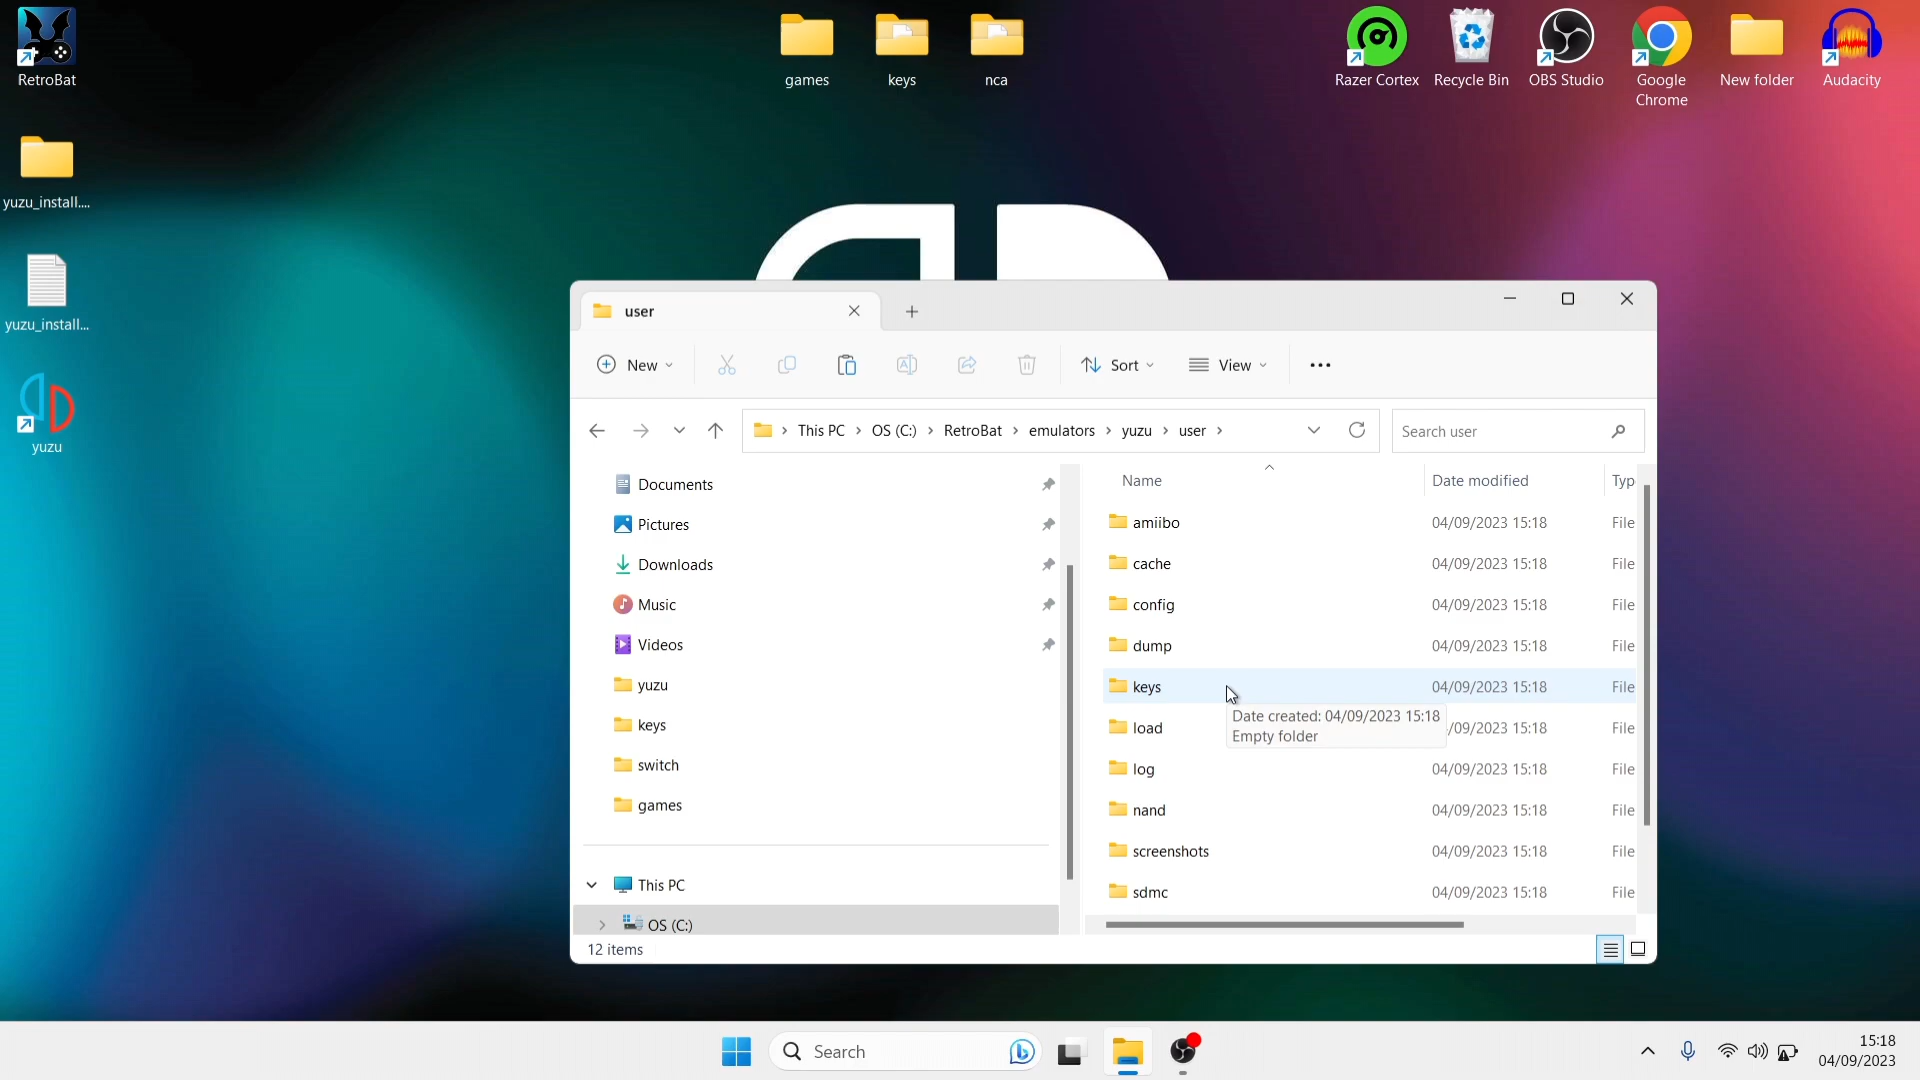 RetroBat
games
keys
nca
Razer Cortex
Recycle Bin
OBS Studio
Google
Chrome
New folder
Audacity
yuzu_install....
yuzu_install...
yuzu
user
New
Sort
View
This PC
OS (C:)
RetroBat
emulators
yuzu
user
Search user
Documents
Pictures
Downloads
Music
Videos
yuzu
keys
switch
games
This PC
OS (C:)
12 items
Name Date modified Typ
amiibo 04/09/2023 15:18 File
cache 04/09/2023 15:18 File
config 04/09/2023 15:18 File
dump 04/09/2023 15:18 File
keys 04/09/2023 15:18 File
Date created: 04/09/2023 15:18
Empty folder
load /09/2023 15:18 File
log 04/09/2023 15:18 File
nand 04/09/2023 15:18 File
screenshots 04/09/2023 15:18 File
sdmc 04/09/2023 15:18 File
Search
15:18
04/09/2023